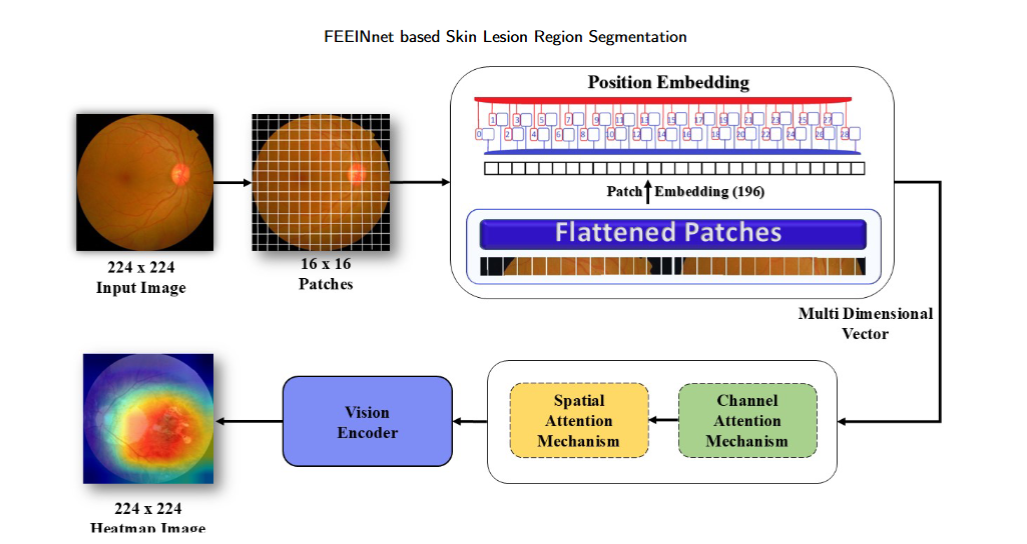 FEEINnet based Skin Lesion Region Segmentation
Position Embedding
1 3 5 7 9 11 13 15 17 19 21 23 25 27
0 2 4 6 8 10 12 14 16 18 20 22 24 26 28
Patch Embedding (196)
Flattened Patches
224 x 224
Input Image
16 x 16
Patches
Multi Dimensional
Vector
Channel
Attention
Mechanism
Spatial
Attention
Mechanism
Vision
Encoder
224 x 224
Heatmap Image